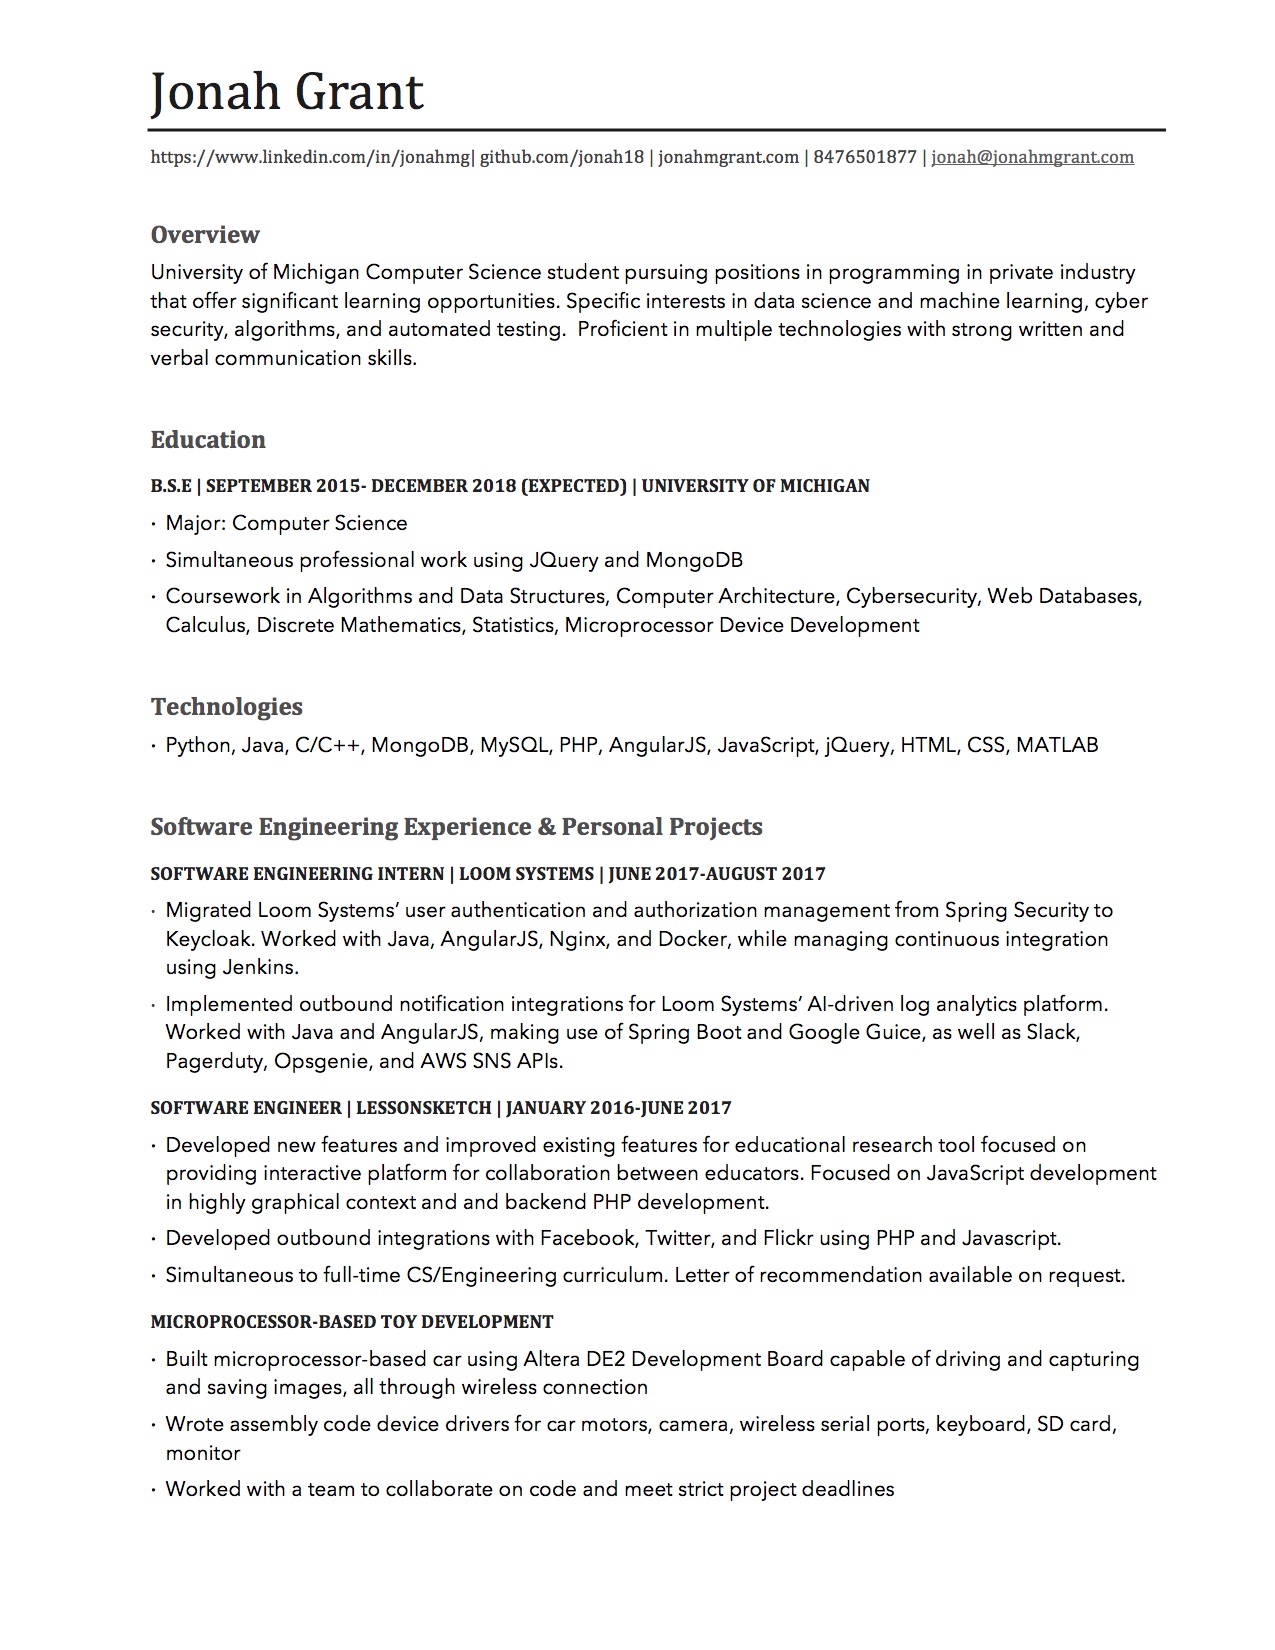 Jonah Grant
https://www.linkedin.com/in/jonahmg| github.com/jonah18 | jonahmgrant.com | 8476501877 | jonah@jonahmgrant.com
Overview
University of Michigan Computer Science student pursuing positions in programming in private industry
that offer significant learning opportunities. Specific interests in data science and machine learning, cyber
security, algorithms, and automated testing.  Proficient in multiple technologies with strong written and
verbal communication skills.
Education
B.S.E | SEPTEMBER 2015- DECEMBER 2018 (EXPECTED) | UNIVERSITY OF MICHIGAN
· Major: Computer Science
· Simultaneous professional work using JQuery and MongoDB
· Coursework in Algorithms and Data Structures, Computer Architecture, Cybersecurity, Web Databases,
Calculus, Discrete Mathematics, Statistics, Microprocessor Device Development
Technologies
· Python, Java, C/C++, MongoDB, MySQL, PHP, AngularJS, JavaScript, jQuery, HTML, CSS, MATLAB
Software Engineering Experience & Personal Projects
SOFTWARE ENGINEERING INTERN | LOOM SYSTEMS | JUNE 2017-AUGUST 2017
· Migrated Loom Systems’ user authentication and authorization management from Spring Security to
Keycloak. Worked with Java, AngularJS, Nginx, and Docker, while managing continuous integration
using Jenkins.
· Implemented outbound notification integrations for Loom Systems’ AI-driven log analytics platform.
Worked with Java and AngularJS, making use of Spring Boot and Google Guice, as well as Slack,
Pagerduty, Opsgenie, and AWS SNS APIs.
SOFTWARE ENGINEER | LESSONSKETCH | JANUARY 2016-JUNE 2017
· Developed new features and improved existing features for educational research tool focused on
providing interactive platform for collaboration between educators. Focused on JavaScript development
in highly graphical context and and backend PHP development.
· Developed outbound integrations with Facebook, Twitter, and Flickr using PHP and Javascript.
· Simultaneous to full-time CS/Engineering curriculum. Letter of recommendation available on request.
MICROPROCESSOR-BASED TOY DEVELOPMENT
· Built microprocessor-based car using Altera DE2 Development Board capable of driving and capturing
and saving images, all through wireless connection
· Wrote assembly code device drivers for car motors, camera, wireless serial ports, keyboard, SD card,
monitor
· Worked with a team to collaborate on code and meet strict project deadlines